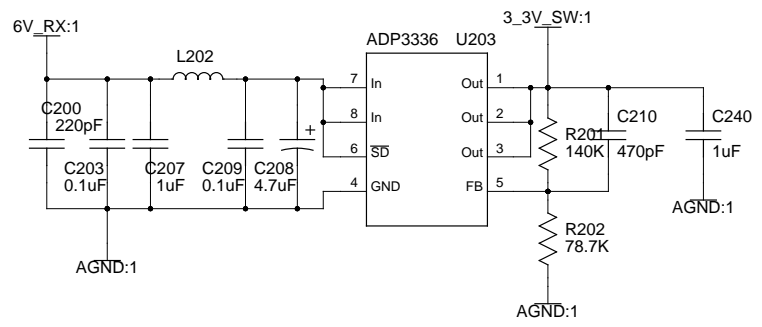 6V_RX:1
L202
ADP3336 U203
3_3V_SW:1
C200
220pF
C203
0.1uF
C207
1uF
C209
0.1uF
C208
4.7uF
+
7 In
8 In
6 SD
4 GND
Out 1
Out 2
Out 3
FB 5
R201
140K
C210
470pF
C240
1uF
R202
78.7K
AGND:1
AGND:1
AGND:1